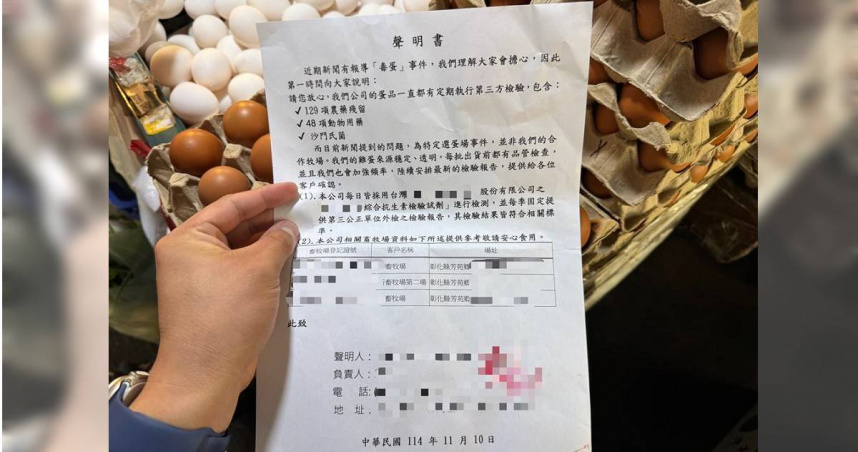 聲明書
近期新聞有報導「毒蛋」事件，我們理解大家會擔心，因此
第一時間向大家說明：
請您放心，我們公司的蛋品一直都有定期執行第三方檢驗，包含：
✓ 129 項農藥殘留
✓ 48 項動物用藥
✓ 沙門氏菌
而目前新聞提到的問題，為特定選蛋場事件，並非我們的合
作牧場。我們的雞蛋來源穩定、透明，每批出貨前都有品管檢查，
並且我們也會加強頻率，陸續安排最新的檢驗報告，提供給各位
客戶確認。
(1). 本公司每日皆採用台灣 股份有限公司之
綜合抗生素檢驗試劑」進行檢測，並每季固定提
供第三公正單位外檢之檢驗報告，其檢驗結果皆符合相關標
準。
(2). 本公司相關畜牧場資料如下所述提供參考敬請安心食用。
畜牧場登記證號 客戶名稱 地址
畜牧場 彰化縣芳苑鄉
畜牧場第二場 彰化縣芳苑鄉
畜牧場 彰化縣芳苑鄉
此致
聲明人：
負責人：
電 話:
地 址：
中華民國 114 年 11 月 10 日